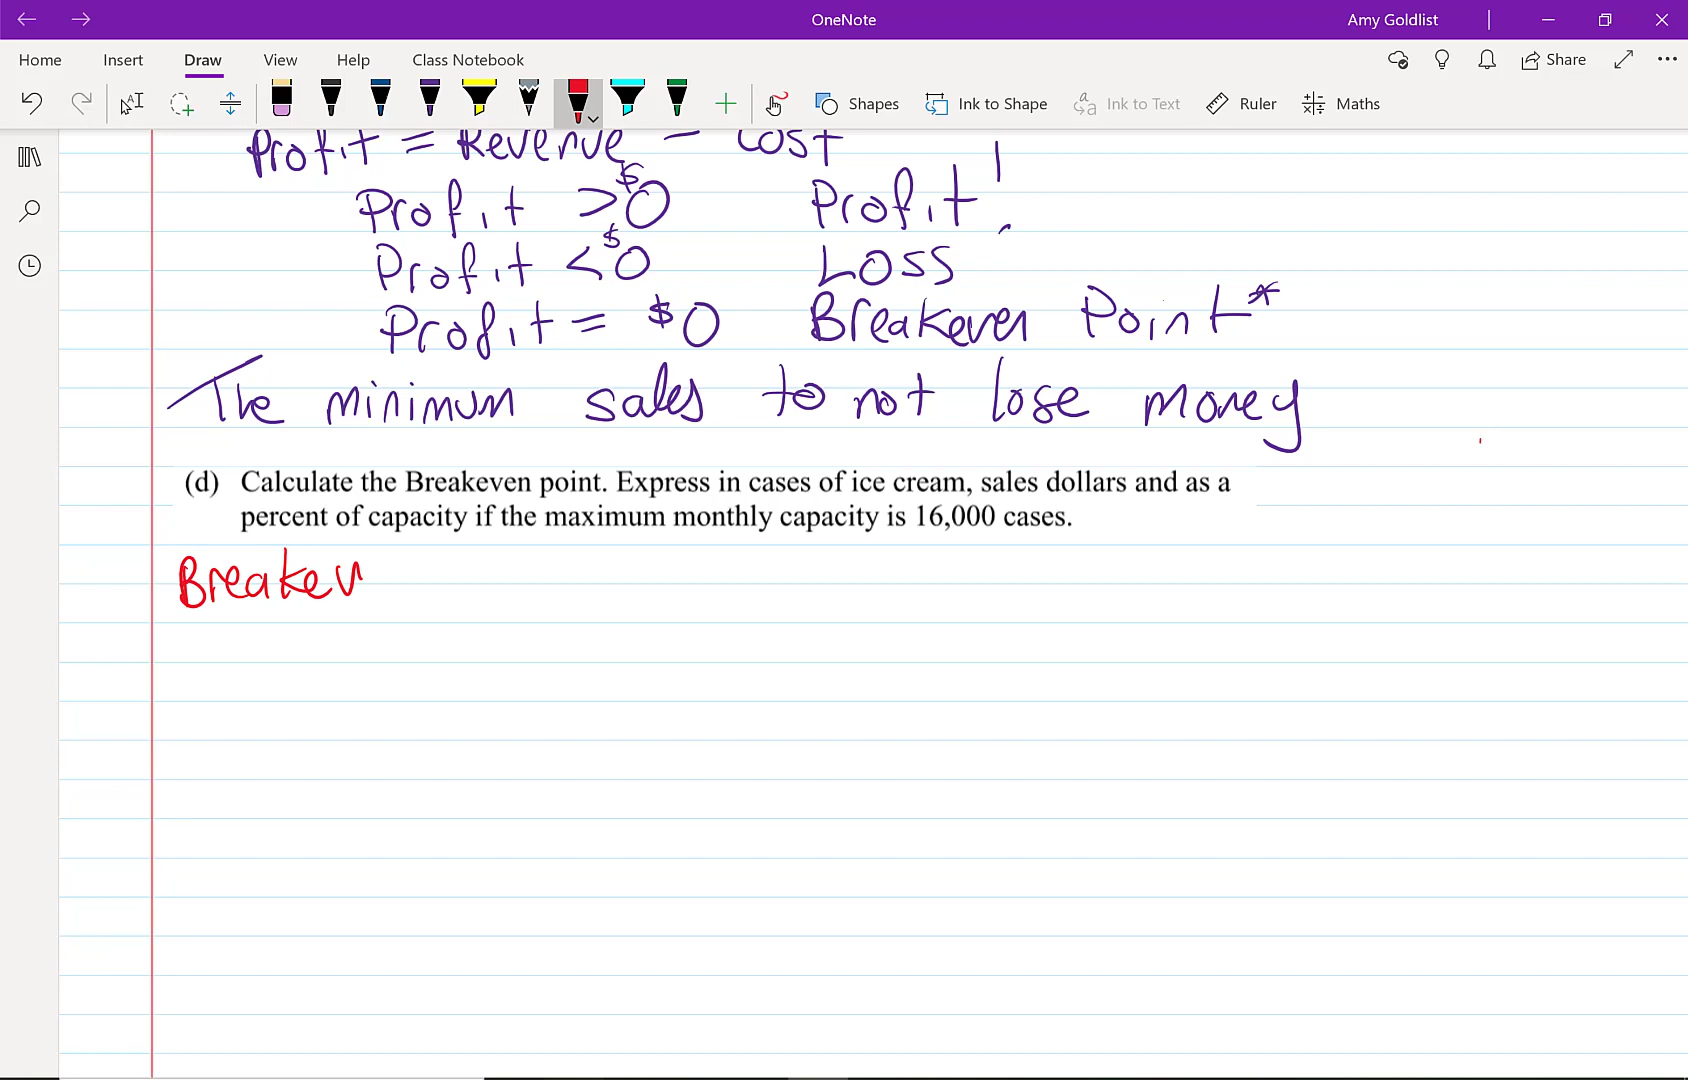 OneNote
Amy Goldlist
Home Insert Draw View Help Class Notebook
Share
Shapes Ink to Shape Ink to Text Ruler Maths
Profit = Revenue - Cost
Profit > $0 Profit!
Profit < $0 Loss
Profit = $0 Breakeven Point*
The minimum sales to not lose money
(d) Calculate the Breakeven point. Express in cases of ice cream, sales dollars and as a
percent of capacity if the maximum monthly capacity is 16,000 cases.
Breakev